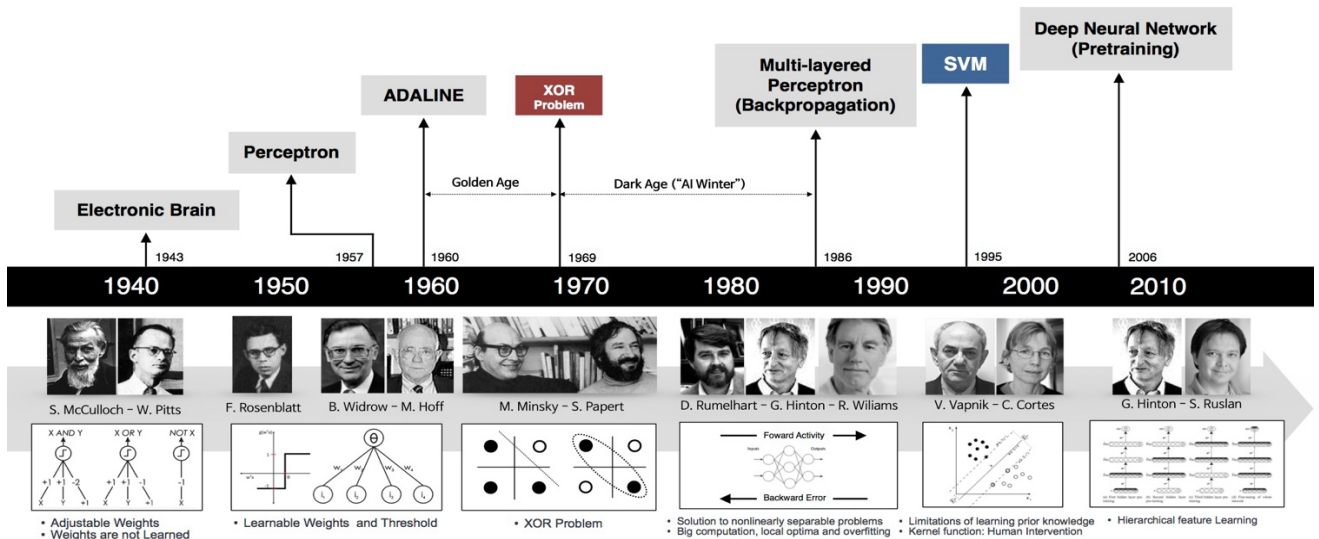 Deep Neural Network
(Pretraining)
Multi-layered
Perceptron
(Backpropagation)
SVM
ADALINE
XOR
Problem
Perceptron
Golden Age
Dark Age ("AI Winter")
Electronic Brain
1943
1957
1960
1969
1986
1995
2006
1940
1950
1960
1970
1980
1990
2000
2010
S. McCulloch – W. Pitts
F. Rosenblatt
B. Widrow – M. Hoff
M. Minsky – S. Papert
D. Rumelhart – G. Hinton – R. Wiliams
V. Vapnik – C. Cortes
G. Hinton – S. Ruslan
X AND Y
X OR Y
NOT X
+1 +1 -2
+1 +1 -1
-1
X Y +1
X Y +1
X
θ
Foward Activity
Inputs
Outputs
Backward Error
• Adjustable Weights
• Weights are not Learned
• Learnable Weights and Threshold
• XOR Problem
• Solution to nonlinearly separable problems
• Big computation, local optima and overfitting
• Limitations of learning prior knowledge
• Kernel function: Human Intervention
• Hierarchical feature Learning